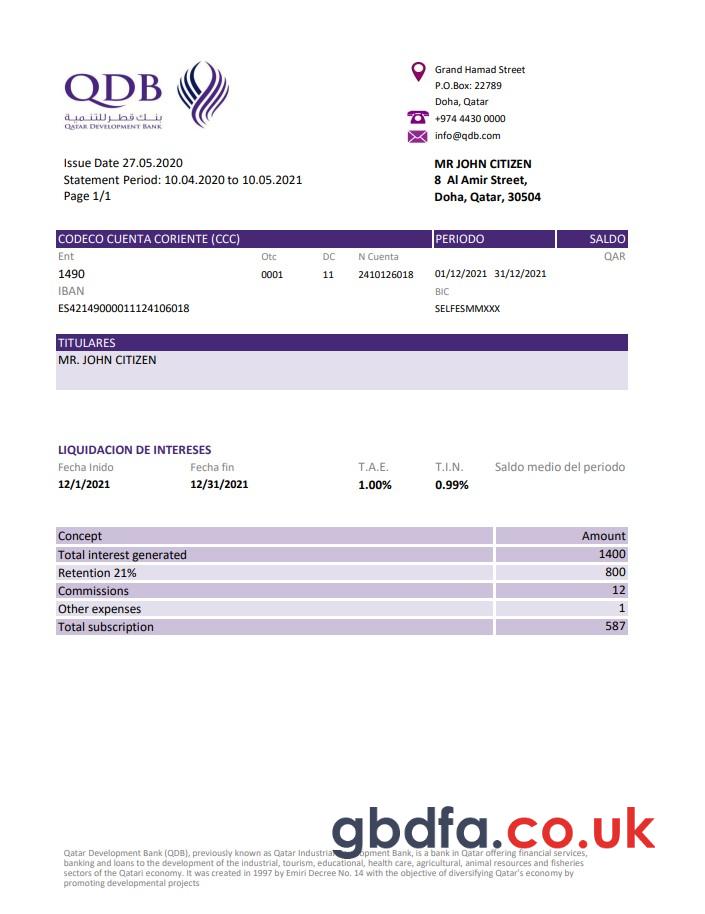 QDB
بنك قطر للتنمية
QATAR DEVELOPMENT BANK
Grand Hamad Street
P.O.Box: 22789
Doha, Qatar
+974 4430 0000
info@qdb.com
Issue Date 27.05.2020
Statement Period: 10.04.2020 to 10.05.2021
Page 1/1
MR JOHN CITIZEN
8 Al Amir Street,
Doha, Qatar, 30504
CODECO CUENTA CORIENTE (CCC) PERIODO SALDO
Ent Otc DC N Cuenta QAR
1490 0001 11 2410126018 01/12/2021 31/12/2021
IBAN BIC
ES42149000011124106018 SELFESMMXXX
TITULARES
MR. JOHN CITIZEN
LIQUIDACION DE INTERESES
Fecha Inido Fecha fin T.A.E. T.I.N. Saldo medio del periodo
12/1/2021 12/31/2021 1.00% 0.99%
Concept Amount
Total interest generated 1400
Retention 21% 800
Commissions 12
Other expenses 1
Total subscription 587
gbdfa.co.uk
Qatar Development Bank (QDB), previously known as Qatar Industrial Development Bank, is a bank in Qatar offering financial services,
banking and loans to the development of the industrial, tourism, educational, health care, agricultural, animal resources and fisheries
sectors of the Qatari economy. It was created in 1997 by Emiri Decree No. 14 with the objective of diversifying Qatar's economy by
promoting developmental projects